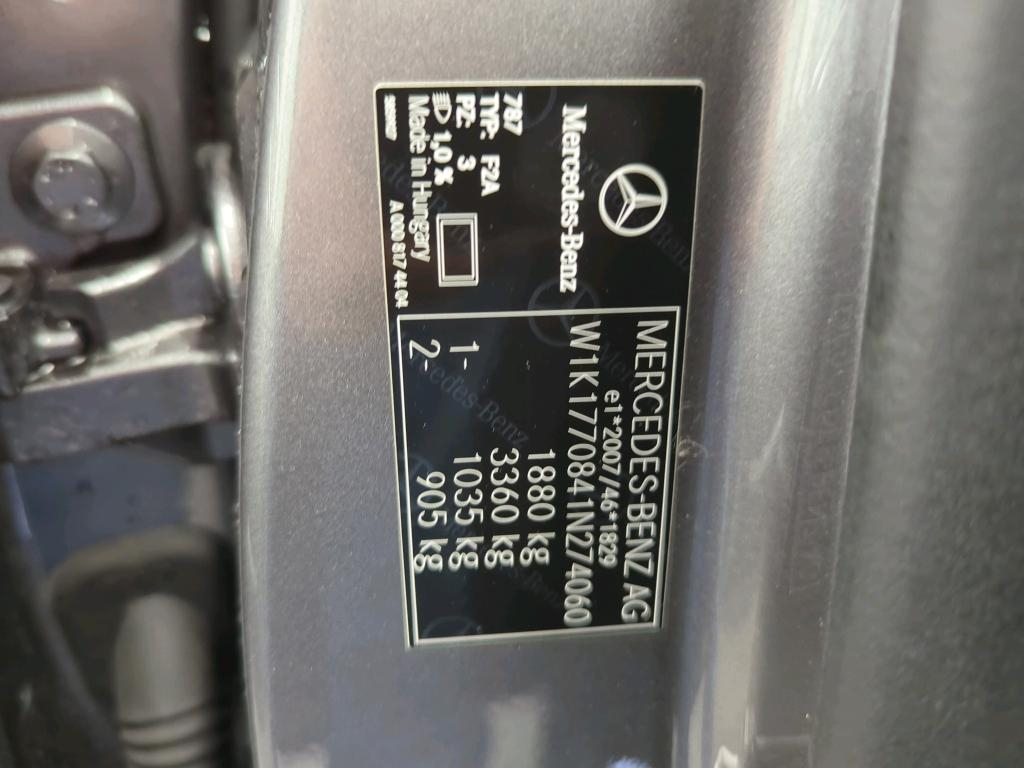 Mercedes-Benz
787
TYP: F2A
PZ: 3
1,0 %
Made in Hungary
A 000 817 44 04
MERCEDES-BENZ AG
e1*2007/46*1829
W1K1770841N274060
1880 kg
3360 kg
1- 1035 kg
2- 905 kg